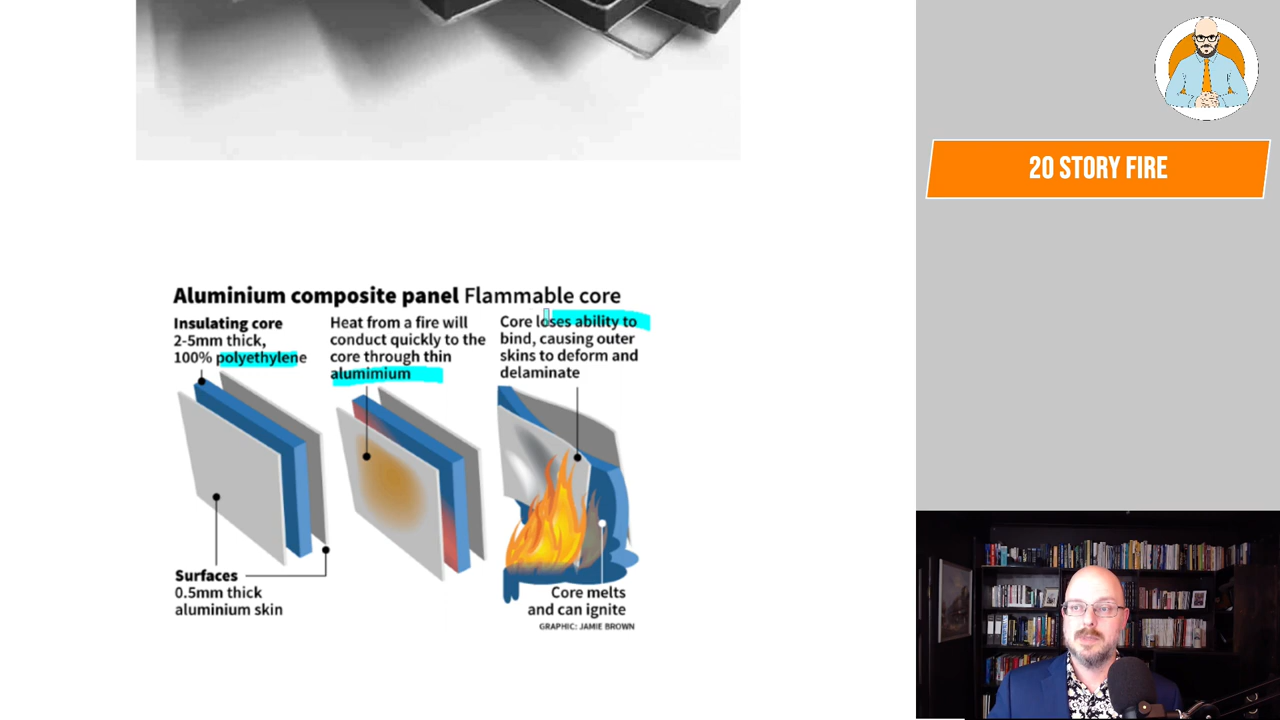 20 STORY FIRE
Aluminium composite panel Flammable core
Insulating core
2-5mm thick,
100% polyethylene
Heat from a fire will
conduct quickly to the
core through thin
alumimium
Core loses ability to
bind, causing outer
skins to deform and
delaminate
Surfaces
0.5mm thick
aluminium skin
Core melts
and can ignite
GRAPHIC: JAMIE BROWN